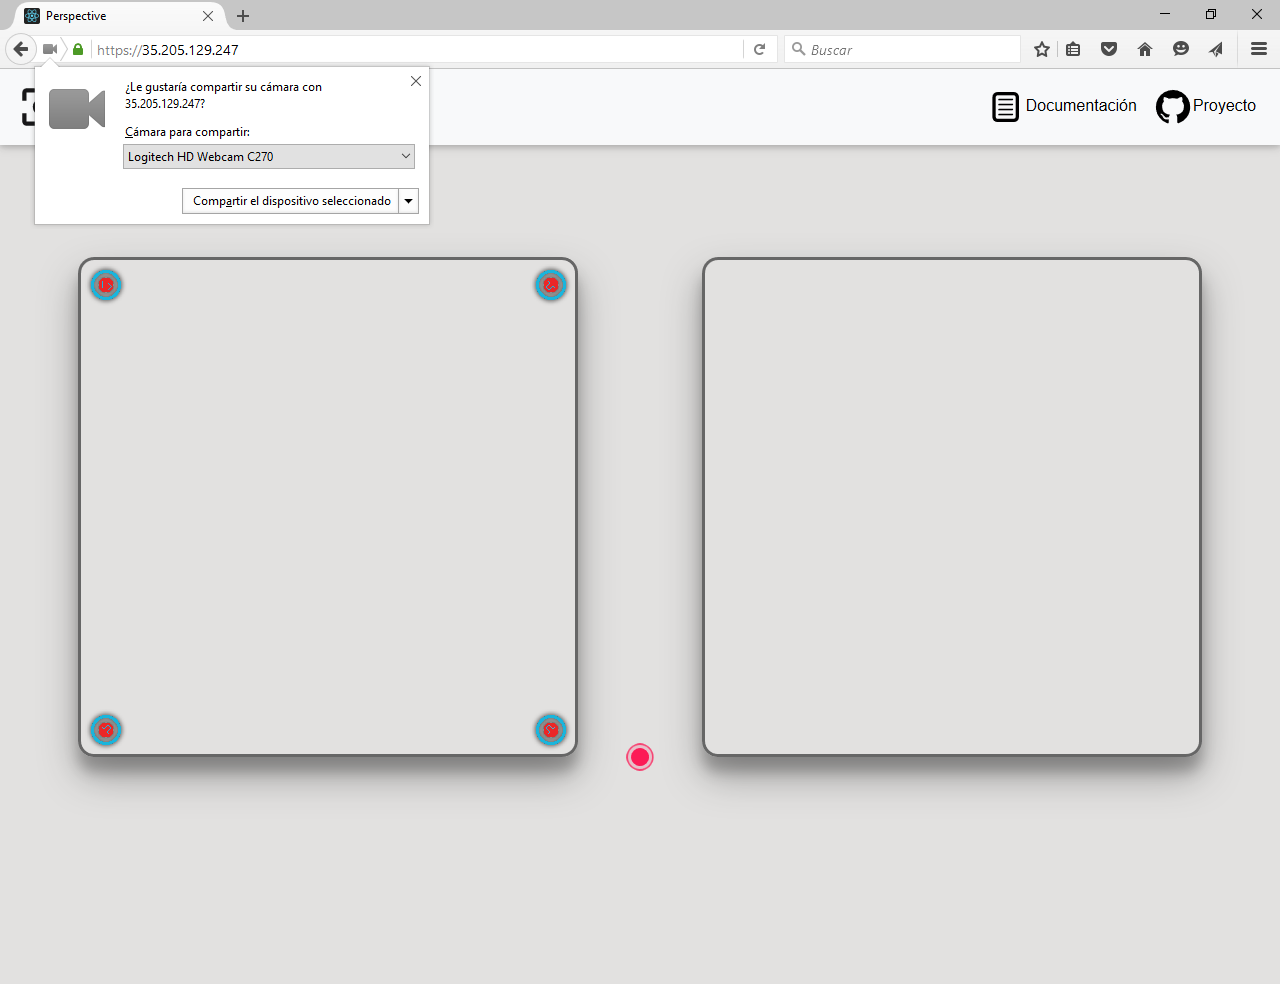 Perspective
https://35.205.129.247
Buscar
¿Le gustaría compartir su cámara con
35.205.129.247?
Cámara para compartir:
Logitech HD Webcam C270
Compartir el dispositivo seleccionado
Documentación
Proyecto